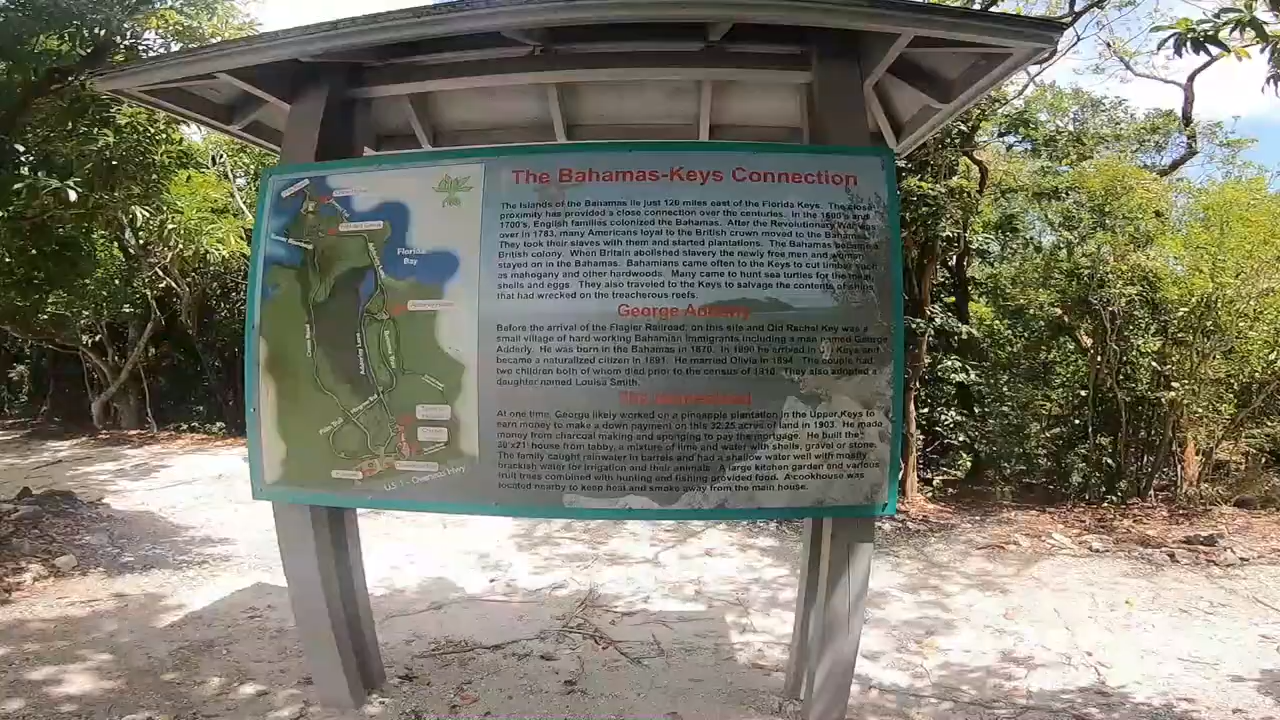 Florida
Bay
U.S. 1 - Overseas Hwy
The Bahamas-Keys Connection
The Islands of the Bahamas lie just 120 miles east of the Florida Keys. The close
proximity has provided a close connection over the centuries. In the 1600's and
1700's, English families colonized the Bahamas. After the Revolutionary War was
over in 1783, many Americans loyal to the British crown moved to the Bahamas.
They took their slaves with them and started plantations. The Bahamas became a
British colony. When Britain abolished slavery the newly free men and woman
stayed on in the Bahamas. Bahamians came often to the Keys to cut timber such
as mahogany and other hardwoods. Many came to hunt sea turtles for the meat,
shells and eggs. They also traveled to the Keys to salvage the contents of ships
that had wrecked on the treacherous reefs.
George Adderly
Before the arrival of the Flagler Railroad, on this site and Old Rachel Key was a
small village of hard working Bahamian immigrants including a man named George
Adderly. He was born in the Bahamas in 1870. In 1890 he arrived in the Keys and
became a naturalized citizen in 1891. He married Olivia in 1894. The couple had
two children both of whom died prior to the census of 1910. They also adopted a
daughter named Louisa Smith.
The Homestead
At one time, George likely worked on a pineapple plantation in the Upper Keys to
earn money to make a down payment on this 32.25 acres of land in 1903. He made
money from charcoal making and sponging to pay the mortgage. He built the
30'x21' house from tabby, a mixture of lime and water with shells, gravel or stone.
The family caught rainwater in barrels and had a shallow water well with mostly
brackish water for irrigation and their animals. A large kitchen garden and various
fruit trees combined with hunting and fishing provided food. A cookhouse was
located nearby to keep heat and smoke away from the main house.